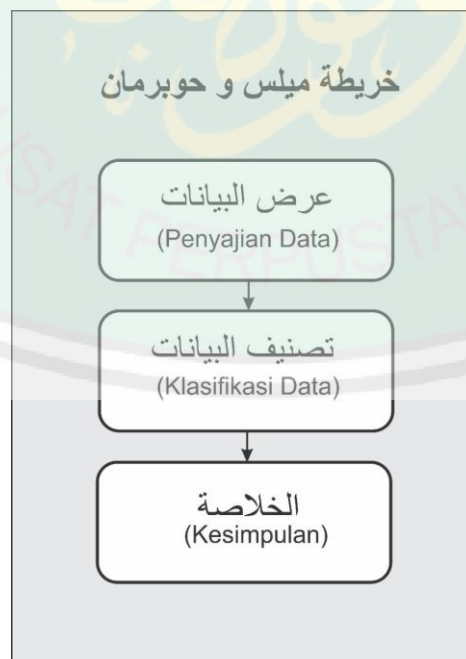 خريطة ميلس و حوبرمان
عرض البيانات
(Penyajian Data)
تصنيف البيانات
(Klasifikasi Data)
الخلاصة
(Kesimpulan)